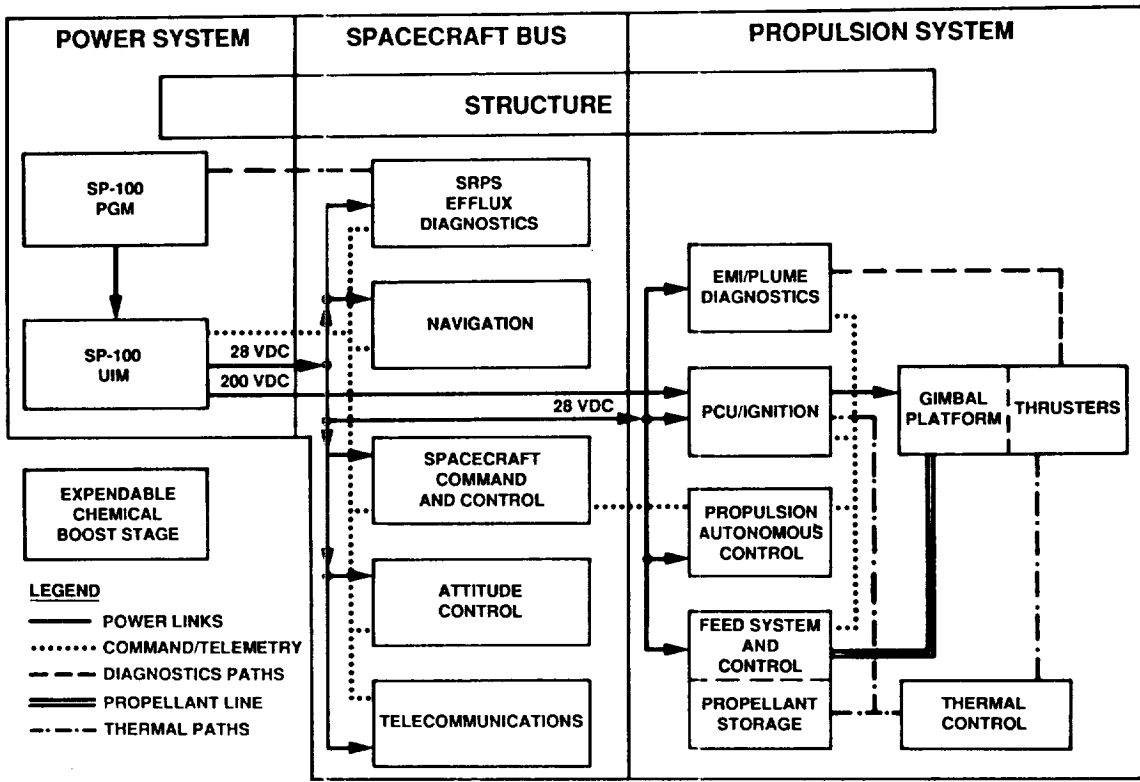 POWER SYSTEM
SPACECRAFT BUS
PROPULSION SYSTEM
STRUCTURE
SP-100
PGM
SRPS
EFFLUX
DIAGNOSTICS
EMI/PLUME
DIAGNOSTICS
NAVIGATION
SP-100
UIM
28 VDC
200 VDC
28 VDC
PCU/IGNITION
GIMBAL
PLATFORM
THRUSTERS
SPACECRAFT
COMMAND
AND CONTROL
EXPENDABLE
CHEMICAL
BOOST STAGE
PROPULSION
AUTONOMOUS
CONTROL
ATTITUDE
CONTROL
FEED SYSTEM
AND
CONTROL
PROPELLANT
STORAGE
THERMAL
CONTROL
TELECOMMUNICATIONS
LEGEND
POWER LINKS
COMMAND/TELEMETRY
DIAGNOSTICS PATHS
PROPELLANT LINE
THERMAL PATHS